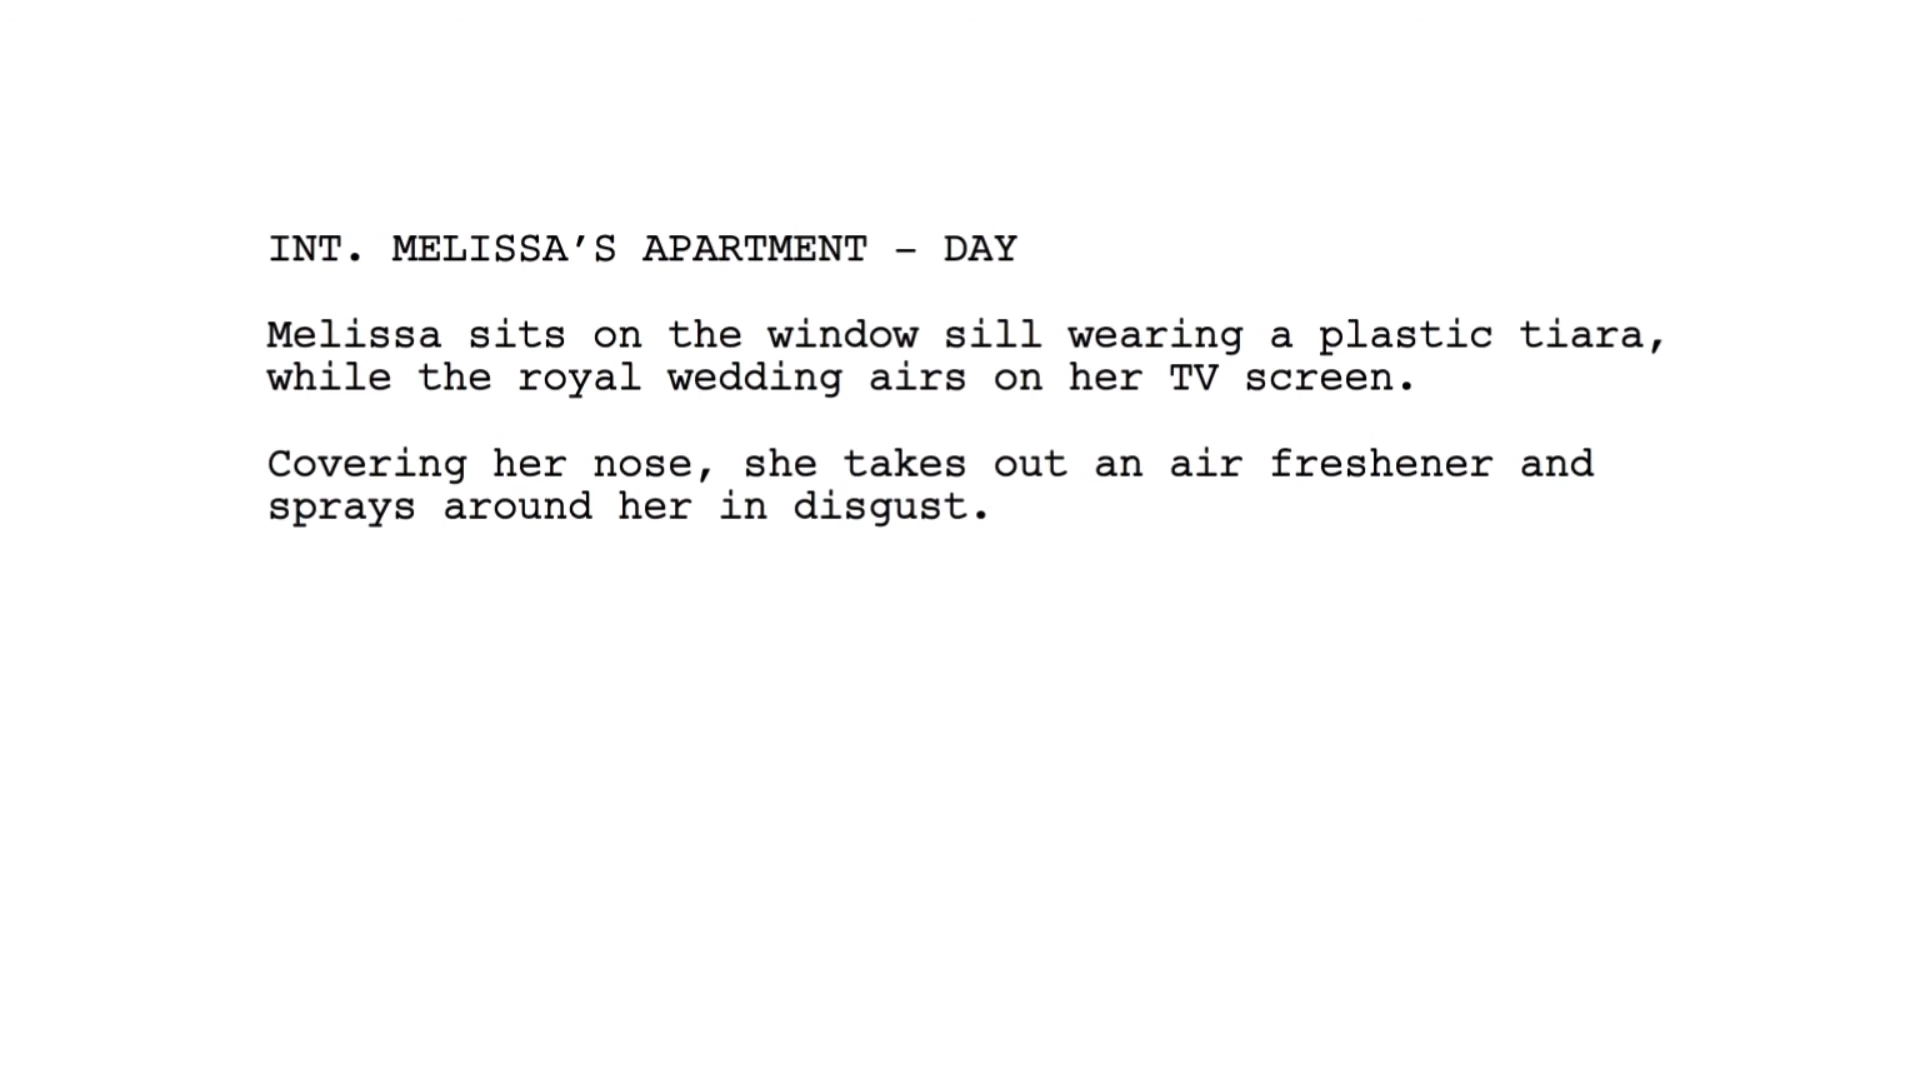 INT. MELISSA’S APARTMENT – DAY
Melissa sits on the window sill wearing a plastic tiara,
while the royal wedding airs on her TV screen.
Covering her nose, she takes out an air freshener and
sprays around her in disgust.